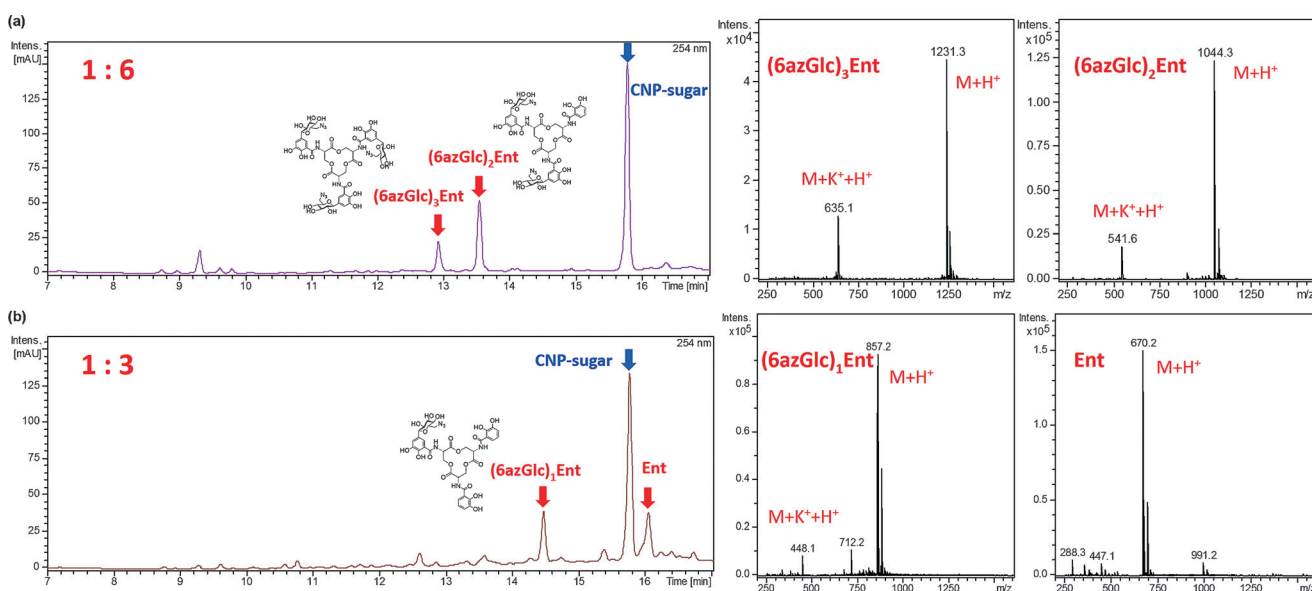 (a)
Intens.
[mAU]
254 nm
1 : 6
CNP-sugar
(6azGlc)2Ent
(6azGlc)3Ent
150
125
100
75
50
25
0
7 8 9 10 11 12 13 14 15 16 Time [min]
Intens.
x10^4
(6azGlc)3Ent
1231.3
M+H+
M+K++H+
635.1
4
3
2
1
0
250 500 750 1000 1250 m/z
Intens.
x10^5
(6azGlc)2Ent
1044.3
M+H+
M+K++H+
541.6
1.25
1.00
0.75
0.50
0.25
0.00
250 500 750 1000 1250 m/z
(b)
Intens.
[mAU]
254 nm
1 : 3
CNP-sugar
(6azGlc)1Ent
Ent
125
100
75
50
25
0
7 8 9 10 11 12 13 14 15 16 Time [min]
Intens.
x10^5
(6azGlc)1Ent
857.2
M+H+
M+K++H+
448.1
712.2
0.8
0.6
0.4
0.2
0.0
250 500 750 1000 1250 m/z
Intens.
x10^5
Ent
670.2
M+H+
288.3
447.1
991.2
1.5
1.0
0.5
0.0
250 500 750 1000 1250 m/z